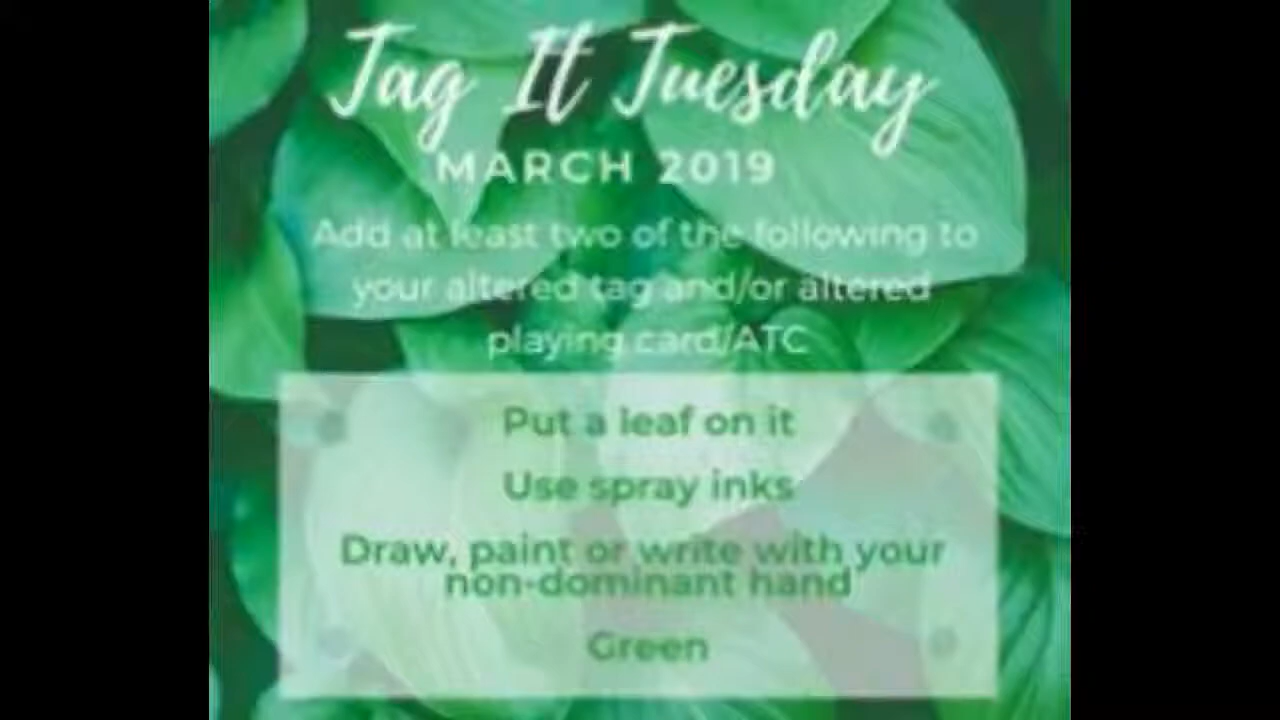 Tag It Tuesday
MARCH 2019
Add at least two of the following to
your altered tag and/or altered
playing card/ATC
Put a leaf on it
Use spray inks
Draw, paint or write with your
non-dominant hand
Green